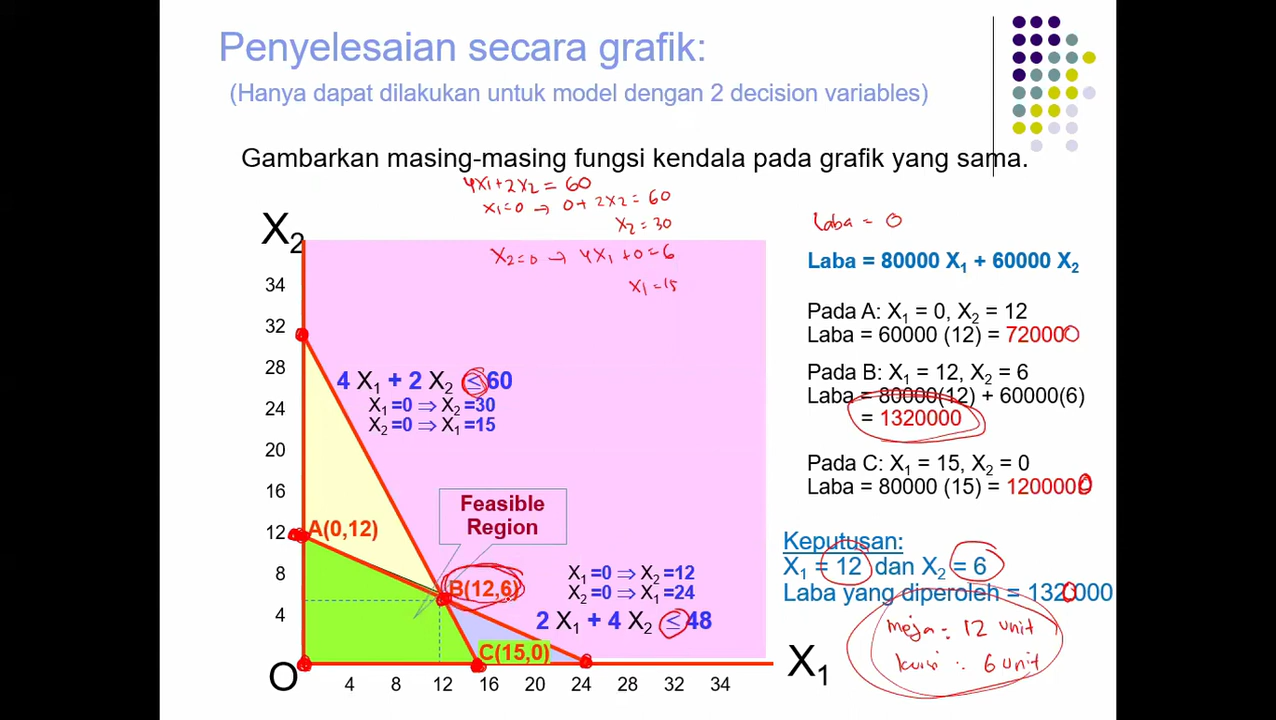 Penyelesaian secara grafik:
(Hanya dapat dilakukan untuk model dengan 2 decision variables)
Gambarkan masing-masing fungsi kendala pada grafik yang sama.
4X1+2X2 = 60
X1=0 → 0+2X2=60
X2=30
X2=0 → 4X1+0=6
X1=15
X2
34
32
28
24
20
16
12
8
4
O
4 8 12 16 20 24 28 32 34
X1
4 X1 + 2 X2 ≤ 60
X1=0 ⇒ X2=30
X2=0 ⇒ X1=15
Feasible
Region
A(0,12)
B(12,6)
C(15,0)
X1=0 ⇒ X2=12
X2=0 ⇒ X1=24
2 X1 + 4 X2 ≤ 48
Laba = 0
Laba = 80000 X1 + 60000 X2
Pada A: X1 = 0, X2 = 12
Laba = 60000 (12) = 720000
Pada B: X1 = 12, X2 = 6
Laba = 80000(12) + 60000(6)
= 1320000
Pada C: X1 = 15, X2 = 0
Laba = 80000 (15) = 1200000
Keputusan:
X1 = 12 dan X2 = 6
Laba yang diperoleh = 1320000
meja : 12 unit
kursi : 6 unit